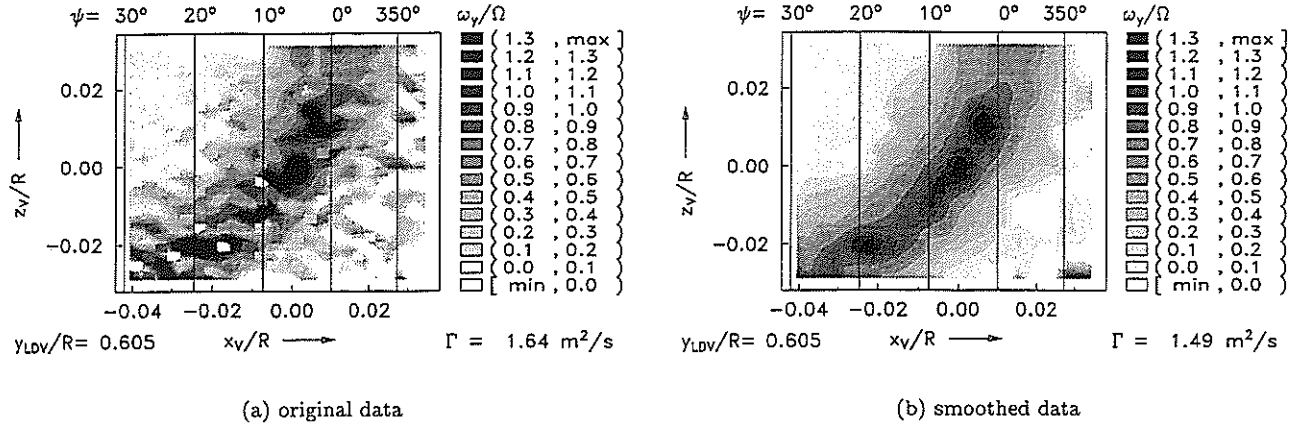 ψ= 30° 20° 10° 0° 350° ω_y/Ω
( 1.3 , max )
( 1.2 , 1.3 )
( 1.1 , 1.2 )
( 1.0 , 1.1 )
( 0.9 , 1.0 )
( 0.8 , 0.9 )
( 0.7 , 0.8 )
( 0.6 , 0.7 )
( 0.5 , 0.6 )
( 0.4 , 0.5 )
( 0.3 , 0.4 )
( 0.2 , 0.3 )
( 0.1 , 0.2 )
( 0.0 , 0.1 )
[ min , 0.0 )
0.02
0.00
−0.02
z_V/R →
−0.04 −0.02 0.00 0.02
y_LDV/R= 0.605 x_V/R → Γ = 1.64 m²/s
(a) original data
ψ= 30° 20° 10° 0° 350° ω_y/Ω
( 1.3 , max )
( 1.2 , 1.3 )
( 1.1 , 1.2 )
( 1.0 , 1.1 )
( 0.9 , 1.0 )
( 0.8 , 0.9 )
( 0.7 , 0.8 )
( 0.6 , 0.7 )
( 0.5 , 0.6 )
( 0.4 , 0.5 )
( 0.3 , 0.4 )
( 0.2 , 0.3 )
( 0.1 , 0.2 )
( 0.0 , 0.1 )
[ min , 0.0 )
0.02
0.00
−0.02
z_V/R →
−0.04 −0.02 0.00 0.02
y_LDV/R= 0.605 x_V/R → Γ = 1.49 m²/s
(b) smoothed data